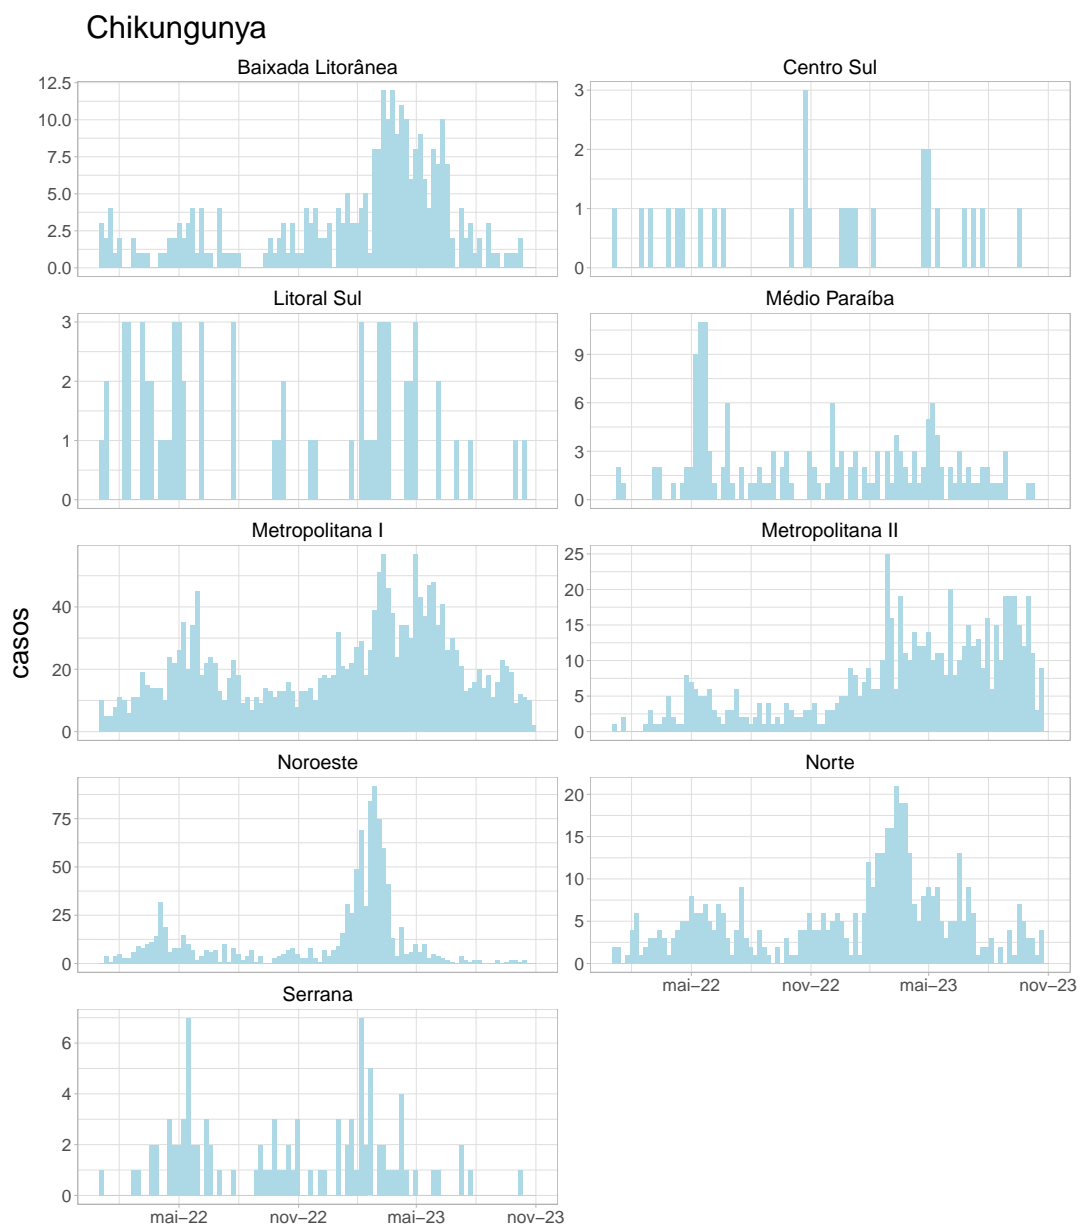 Chikungunya
Baixada Litorânea
Centro Sul
12.5
10.0
7.5
5.0
2.5
0.0
3
2
1
0
Litoral Sul
Médio Paraíba
3
2
1
0
9
6
3
0
Metropolitana I
Metropolitana II
casos
40
20
0
25
20
15
10
5
0
Noroeste
Norte
75
50
25
0
20
15
10
5
0
mai–22
nov–22
mai–23
nov–23
Serrana
6
4
2
0
mai–22
nov–22
mai–23
nov–23